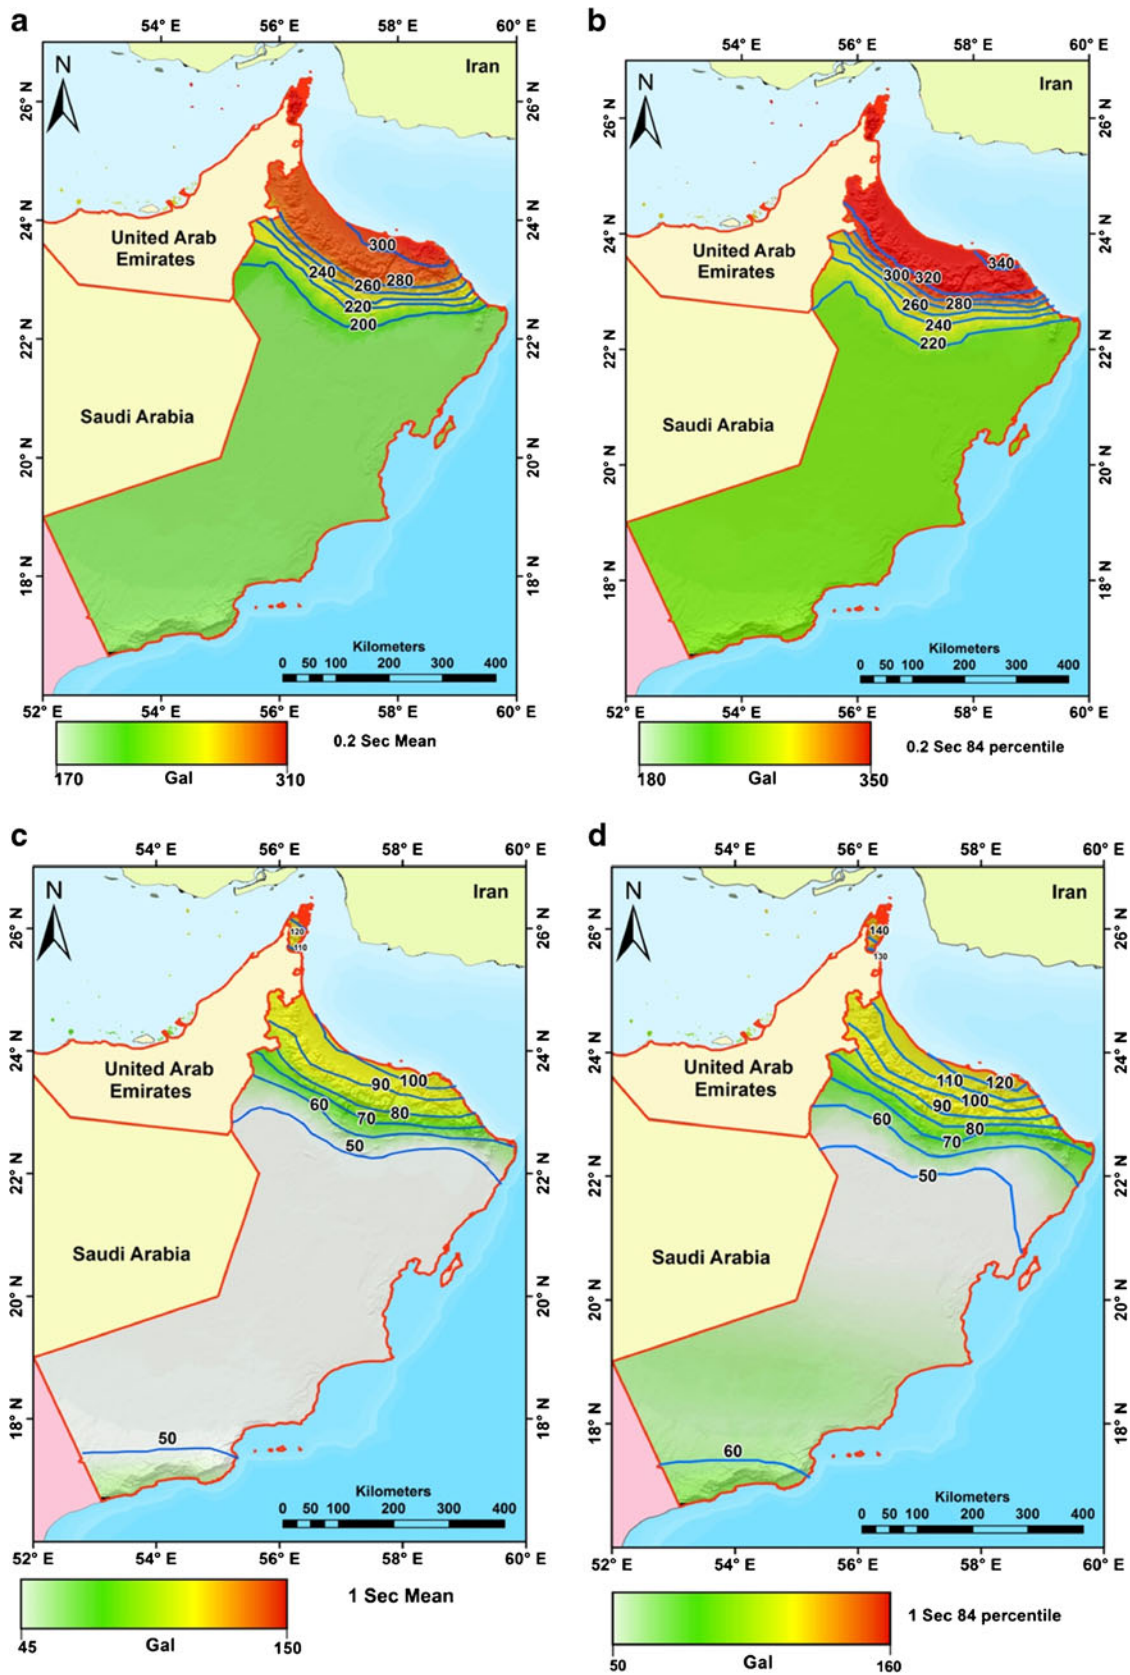 a
54° E 56° E 58° E 60° E
N
Iran
26° N
26° N
24° N
24° N
United Arab
Emirates
300
240
280
260
220
200
22° N
22° N
Saudi Arabia
20° N
20° N
18° N
18° N
Kilometers
0 50 100 200 300 400
52° E 54° E 56° E 58° E 60° E
0.2 Sec Mean
170 Gal 310
b
54° E 56° E 58° E 60° E
N
Iran
26° N
26° N
24° N
24° N
United Arab
Emirates
340
300 320
260 280
240
220
22° N
22° N
Saudi Arabia
20° N
20° N
18° N
18° N
Kilometers
0 50 100 200 300 400
52° E 54° E 56° E 58° E 60° E
0.2 Sec 84 percentile
180 Gal 350
c
54° E 56° E 58° E 60° E
N
Iran
26° N
26° N
120
110
24° N
24° N
United Arab
Emirates
90 100
60
70 80
50
22° N
22° N
Saudi Arabia
20° N
20° N
18° N
18° N
50
Kilometers
0 50 100 200 300 400
52° E 54° E 56° E 58° E 60° E
1 Sec Mean
45 Gal 150
d
54° E 56° E 58° E 60° E
N
Iran
26° N
26° N
140
130
24° N
24° N
United Arab
Emirates
110 120
90 100
60
70 80
50
22° N
22° N
Saudi Arabia
20° N
20° N
18° N
18° N
60
Kilometers
0 50 100 200 300 400
52° E 54° E 56° E 58° E 60° E
1 Sec 84 percentile
50 Gal 160